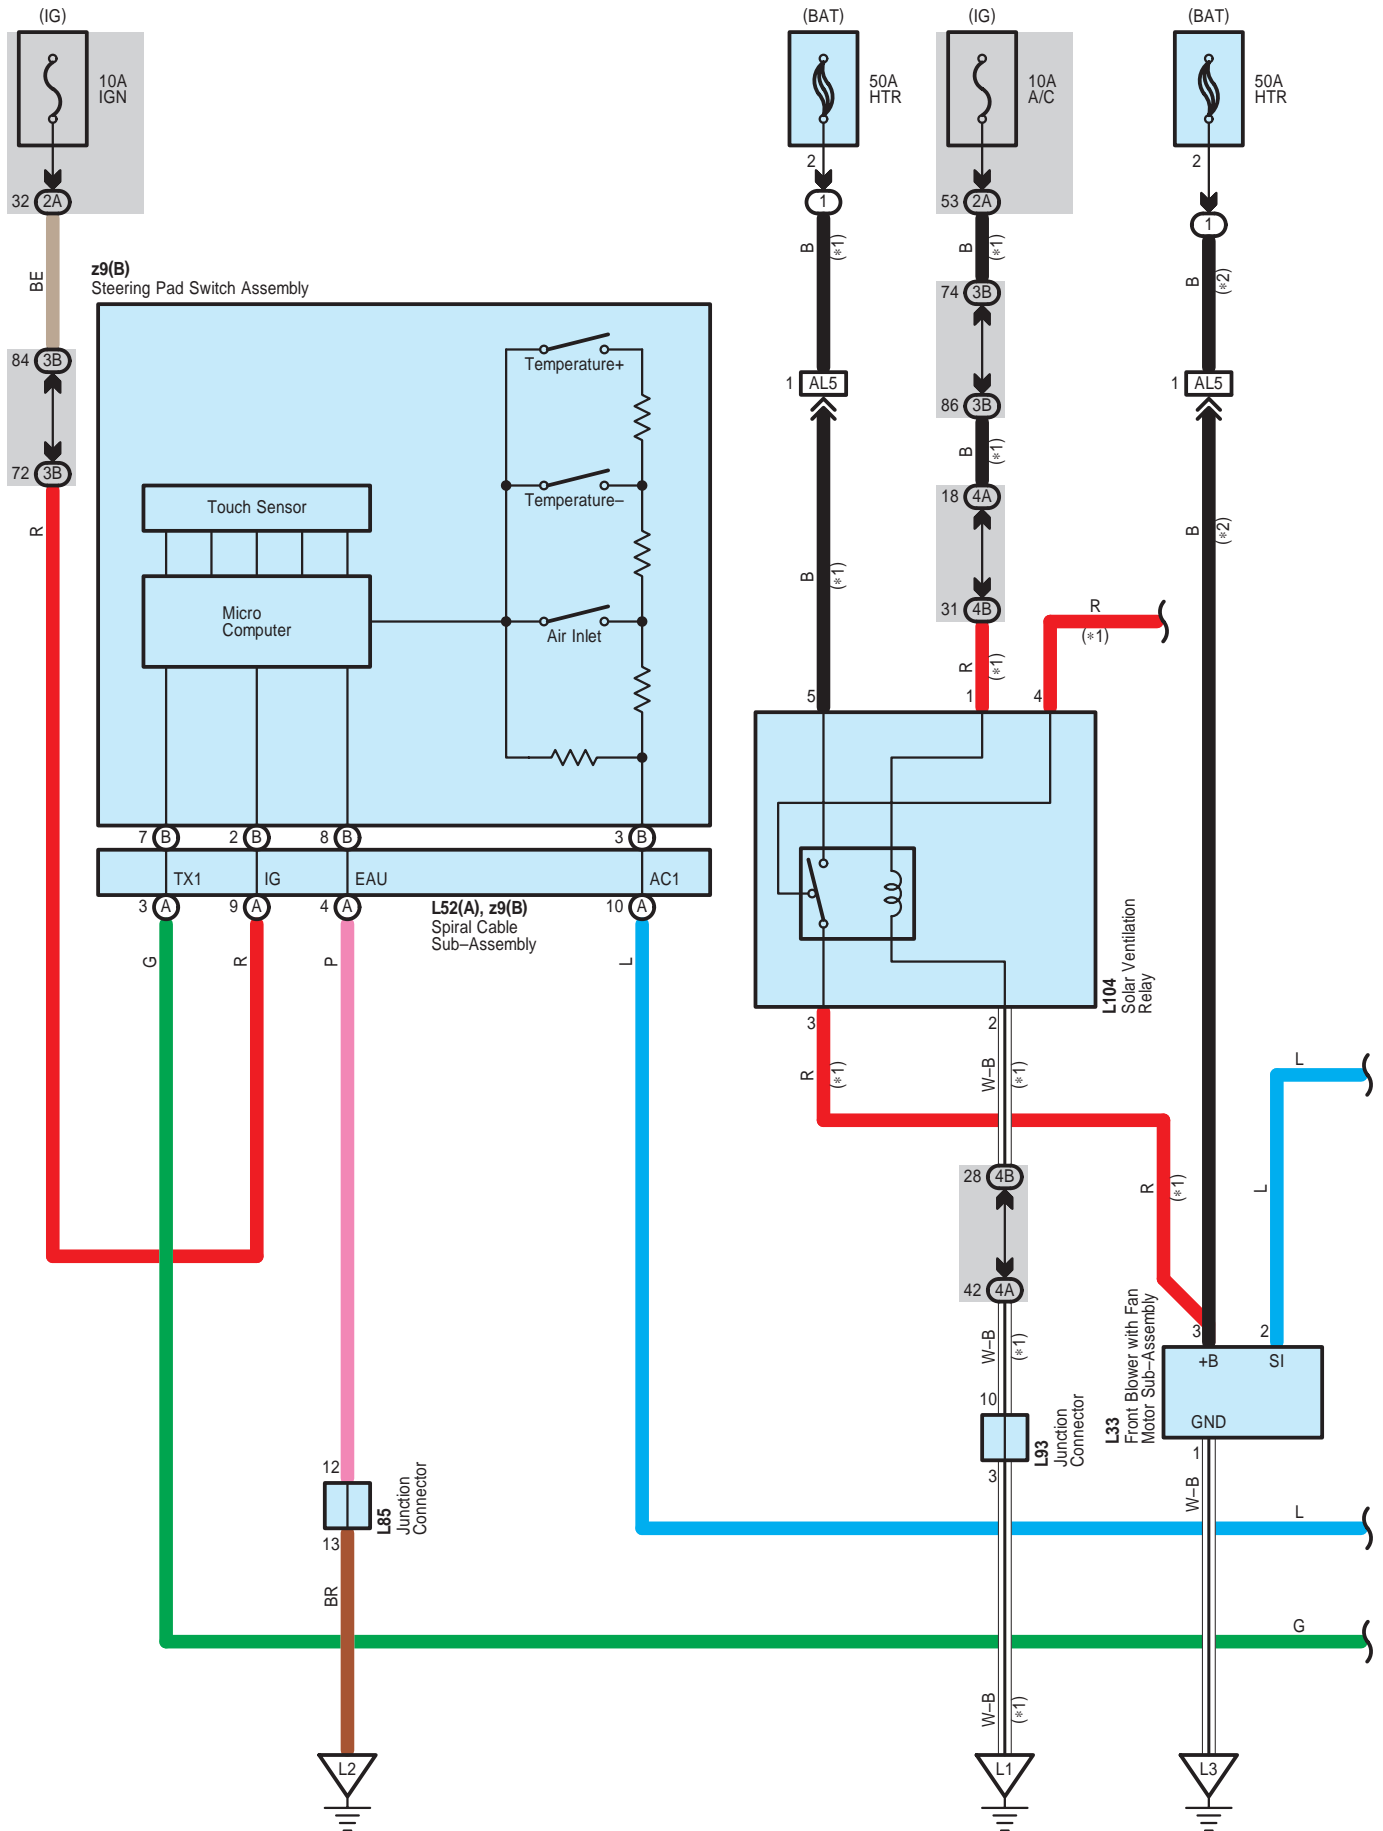 (IG)
(BAT)
(IG)
(BAT)
10A
IGN
50A
HTR
10A
A/C
50A
HTR
2
2
32
2A
1
53
2A
1
BE
B
(*1)
B
(*1)
B
(*2)
z9(B)
Steering Pad Switch Assembly
74
3B
84
3B
Temperature+
1
AL5
86
3B
1
AL5
72
3B
B
(*1)
Temperature–
18
4A
Touch Sensor
R
B
(*2)
B
(*1)
Micro
Computer
Air Inlet
31
4B
R
(*1)
R
(*1)
5
1
4
7
B
2
B
8
B
3
B
TX1
IG
EAU
AC1
3
A
9
A
4
A
10
A
L52(A), z9(B)
Spiral Cable
Sub–Assembly
G
R
P
L
L104
Solar Ventilation
Relay
3
2
R
(*1)
W–B
(*1)
L
28
4B
R
(*1)
L
42
4A
W–B
(*1)
3
2
+B
SI
GND
L33
Front Blower with Fan
Motor Sub–Assembly
10
L93
Junction
Connector
3
1
W–B
12
L85
Junction
Connector
13
L
BR
G
W–B
(*1)
L2
L1
L3